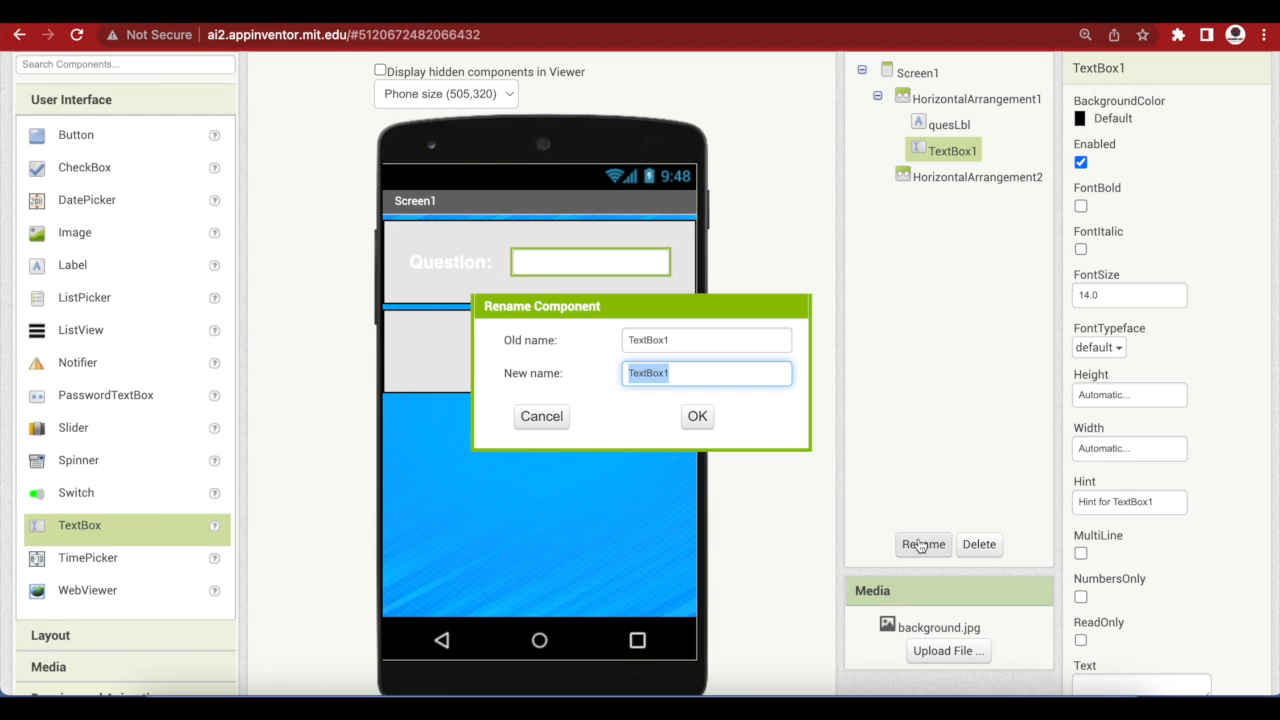 Not Secure
ai2.appinventor.mit.edu/#5120672482066432
Search Components...
User Interface
Button
CheckBox
DatePicker
Image
Label
ListPicker
ListView
Notifier
PasswordTextBox
Slider
Spinner
Switch
TextBox
TimePicker
WebViewer
Layout
Media
Display hidden components in Viewer
Phone size (505,320)
9:48
Screen1
Question:
Rename Component
Old name:
TextBox1
New name:
TextBox1
Cancel
OK
Screen1
HorizontalArrangement1
quesLbl
TextBox1
HorizontalArrangement2
Rename
Delete
Media
background.jpg
Upload File ...
TextBox1
BackgroundColor
Default
Enabled
FontBold
FontItalic
FontSize
14.0
FontTypeface
default
Height
Automatic...
Width
Automatic...
Hint
Hint for TextBox1
MultiLine
NumbersOnly
ReadOnly
Text